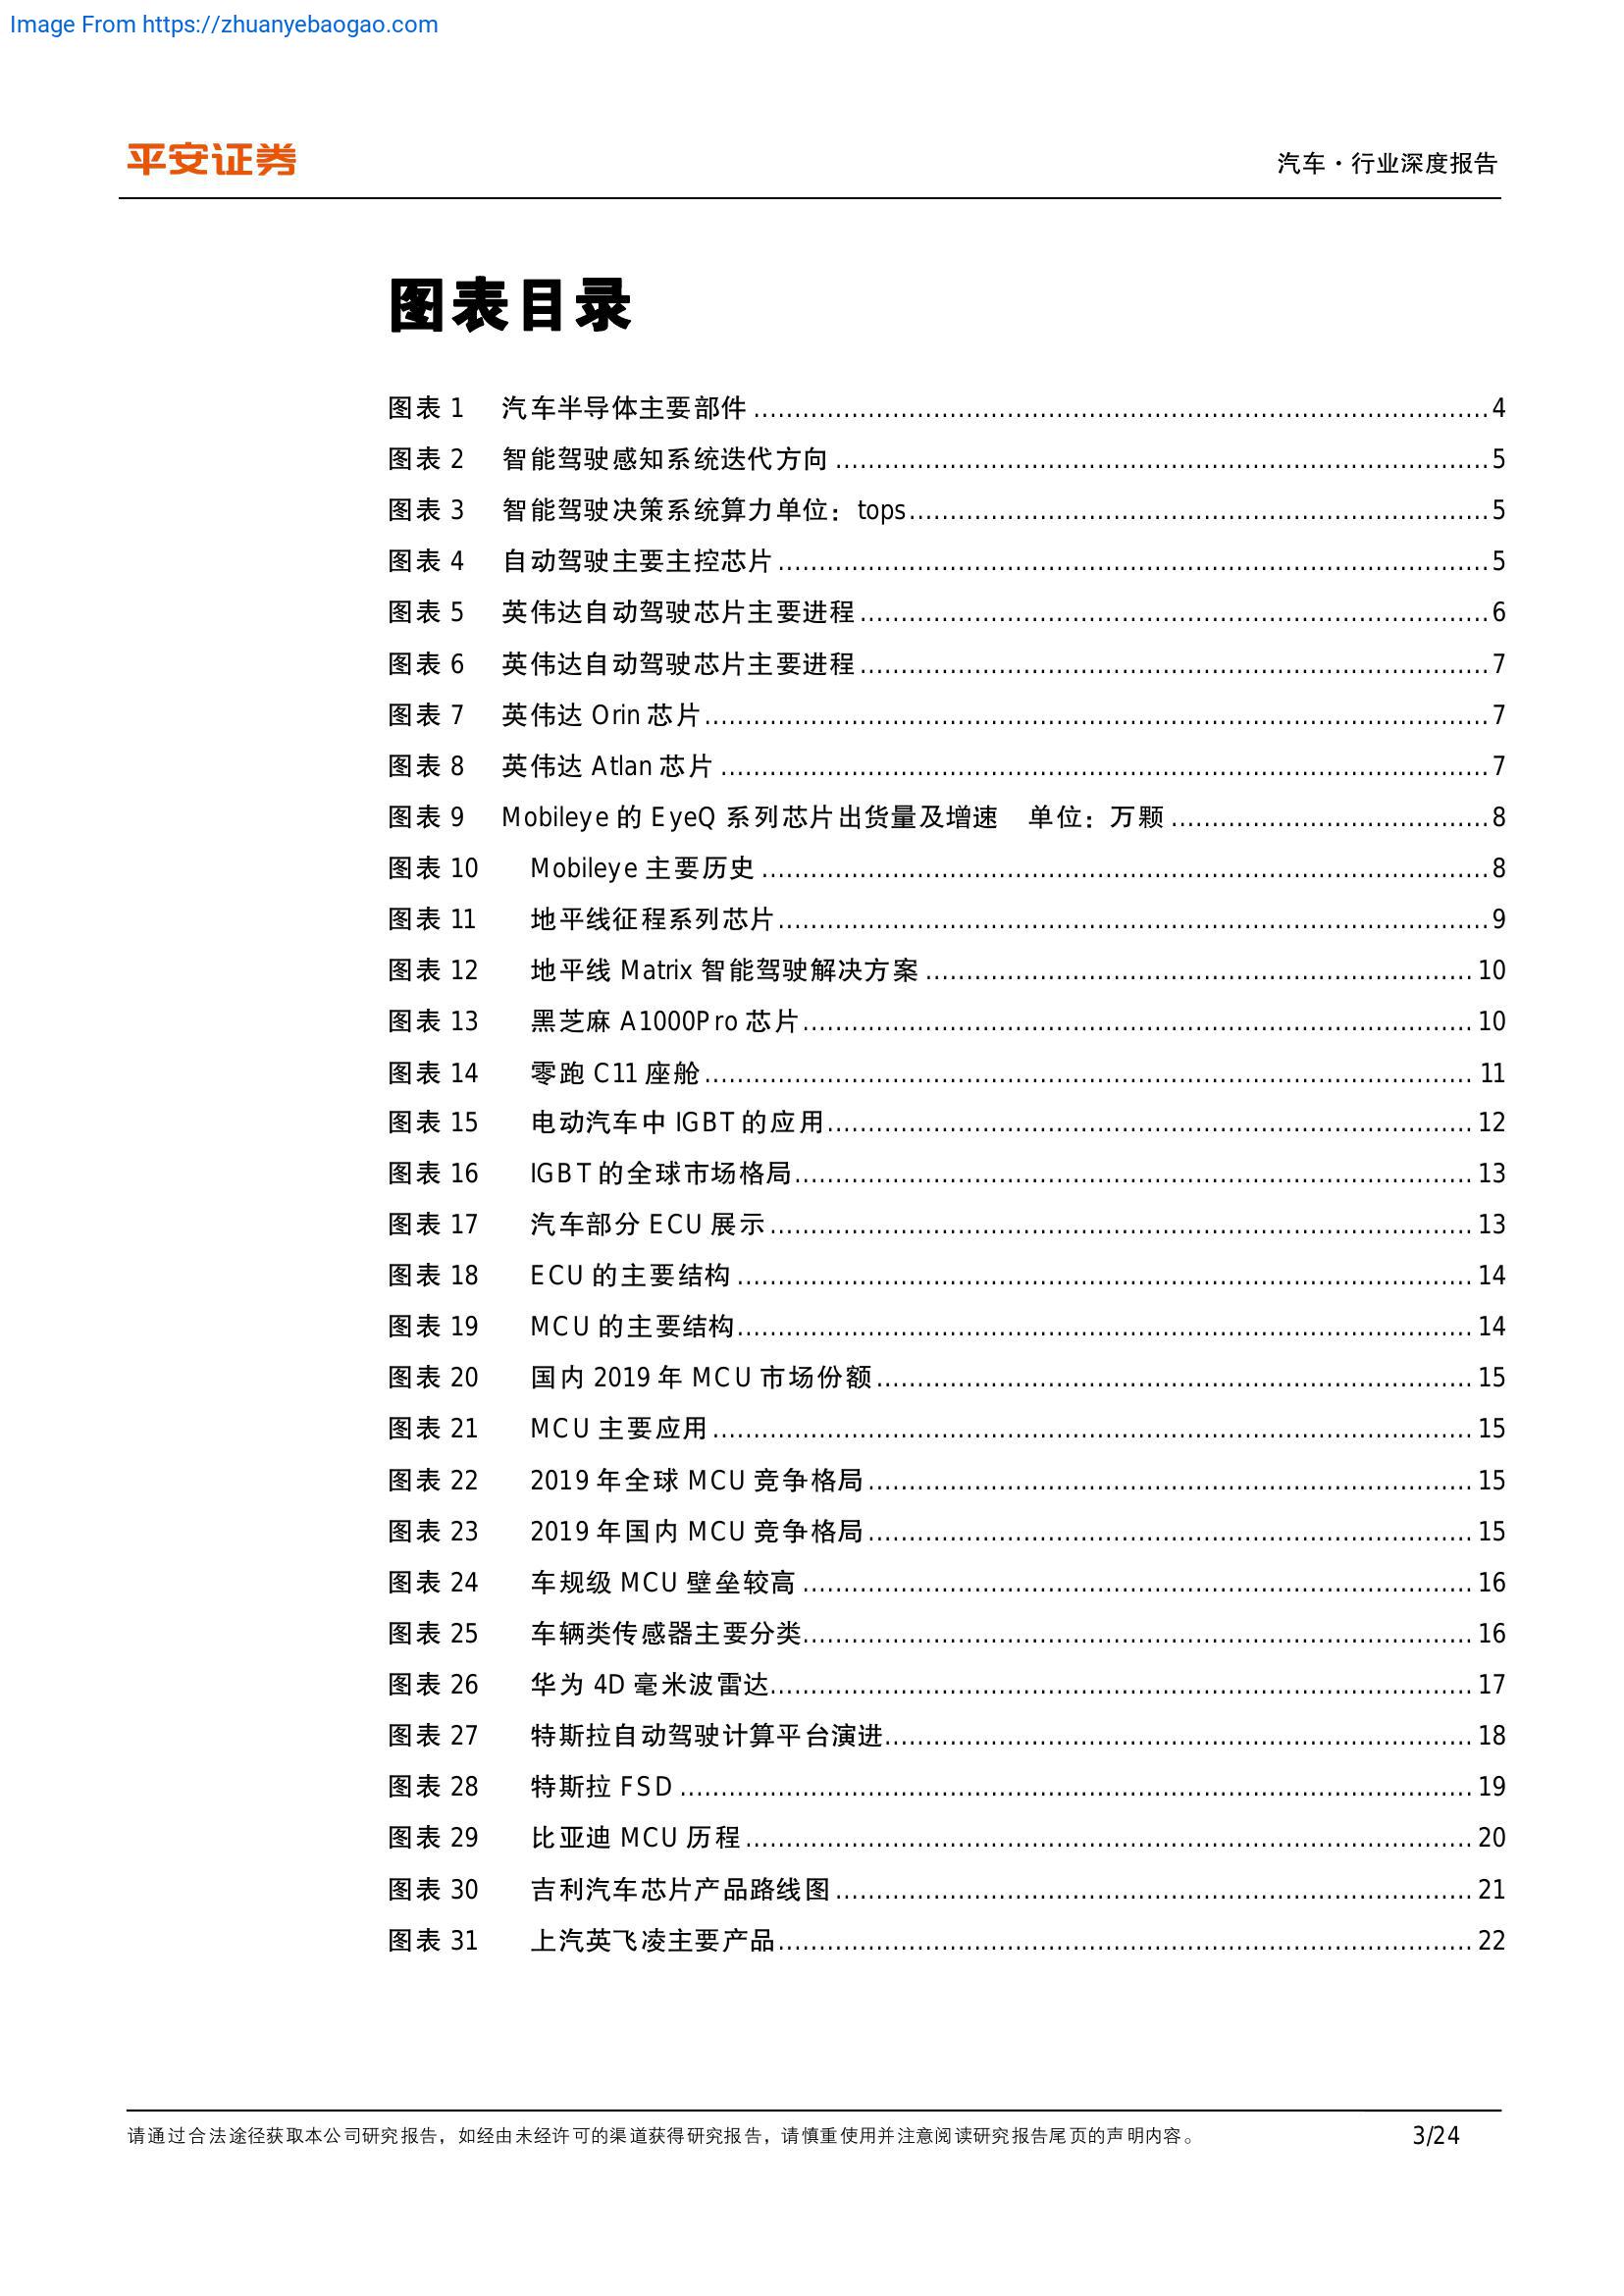 Image From https://zhuanyebaogao.com
平安证券
汽车·行业深度报告
图表目录
图表 1 汽车半导体主要部件 4
图表 2 智能驾驶感知系统迭代方向 5
图表 3 智能驾驶决策系统算力单位：tops 5
图表 4 自动驾驶主要主控芯片 5
图表 5 英伟达自动驾驶芯片主要进程 6
图表 6 英伟达自动驾驶芯片主要进程 7
图表 7 英伟达 Orin 芯片 7
图表 8 英伟达 Atlan 芯片 7
图表 9 Mobileye 的 EyeQ 系列芯片出货量及增速 单位：万颗 8
图表 10 Mobileye 主要历史 8
图表 11 地平线征程系列芯片 9
图表 12 地平线 Matrix 智能驾驶解决方案 10
图表 13 黑芝麻 A1000Pro 芯片 10
图表 14 零跑 C11 座舱 11
图表 15 电动汽车中 IGBT 的应用 12
图表 16 IGBT 的全球市场格局 13
图表 17 汽车部分 ECU 展示 13
图表 18 ECU 的主要结构 14
图表 19 MCU 的主要结构 14
图表 20 国内 2019 年 MCU 市场份额 15
图表 21 MCU 主要应用 15
图表 22 2019 年全球 MCU 竞争格局 15
图表 23 2019 年国内 MCU 竞争格局 15
图表 24 车规级 MCU 壁垒较高 16
图表 25 车辆类传感器主要分类 16
图表 26 华为 4D 毫米波雷达 17
图表 27 特斯拉自动驾驶计算平台演进 18
图表 28 特斯拉 FSD 19
图表 29 比亚迪 MCU 历程 20
图表 30 吉利汽车芯片产品路线图 21
图表 31 上汽英飞凌主要产品 22
请通过合法途径获取本公司研究报告，如经由未经许可的渠道获得研究报告，请慎重使用并注意阅读研究报告尾页的声明内容。 3/24